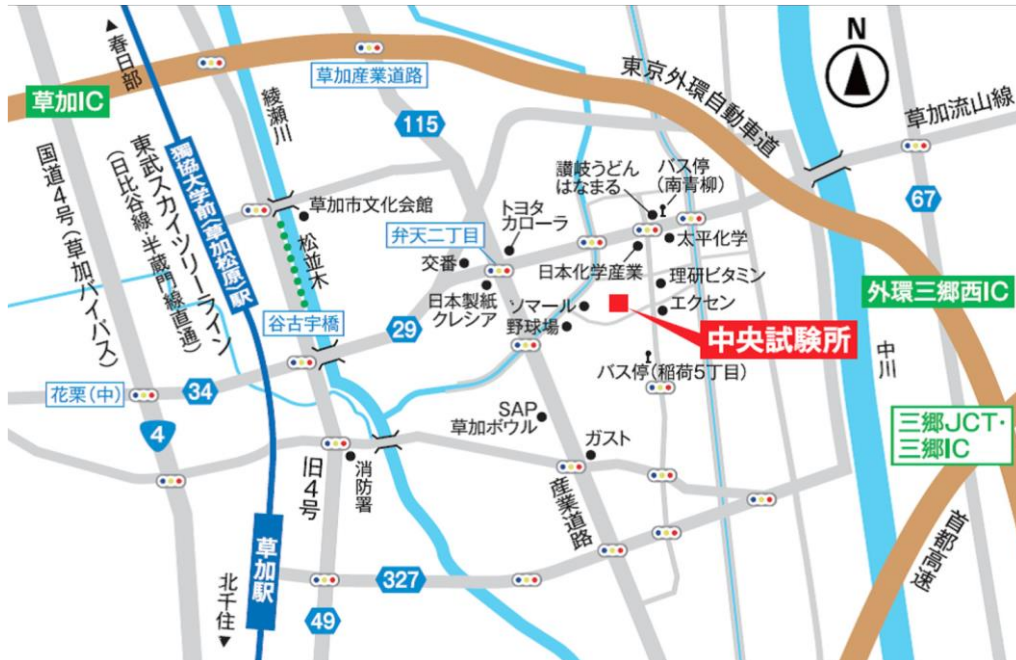 ▲春日部
草加IC
国道4号(草加バイパス)
東武スカイツリーライン
(日比谷線・半蔵門線直通)
獨協大学前(草加松原)駅
綾瀬川
草加産業道路
115
東京外環自動車道
N
草加流山線
67
草加市文化会館
松並木
讃岐うどん
はなまる
バス停
(南青柳)
トヨタ
カローラ
弁天二丁目
交番
太平化学
日本化学産業
日本製紙
クレシア
理研ビタミン
ソマール
エクセン
野球場
中央試験所
外環三郷西IC
谷古宇橋
29
中川
バス停(稲荷5丁目)
花栗(中)
34
4
SAP
草加ボウル
ガスト
三郷JCT・
三郷IC
旧4号
消防署
産業道路
首都高速
草加駅
北千住▼
327
49